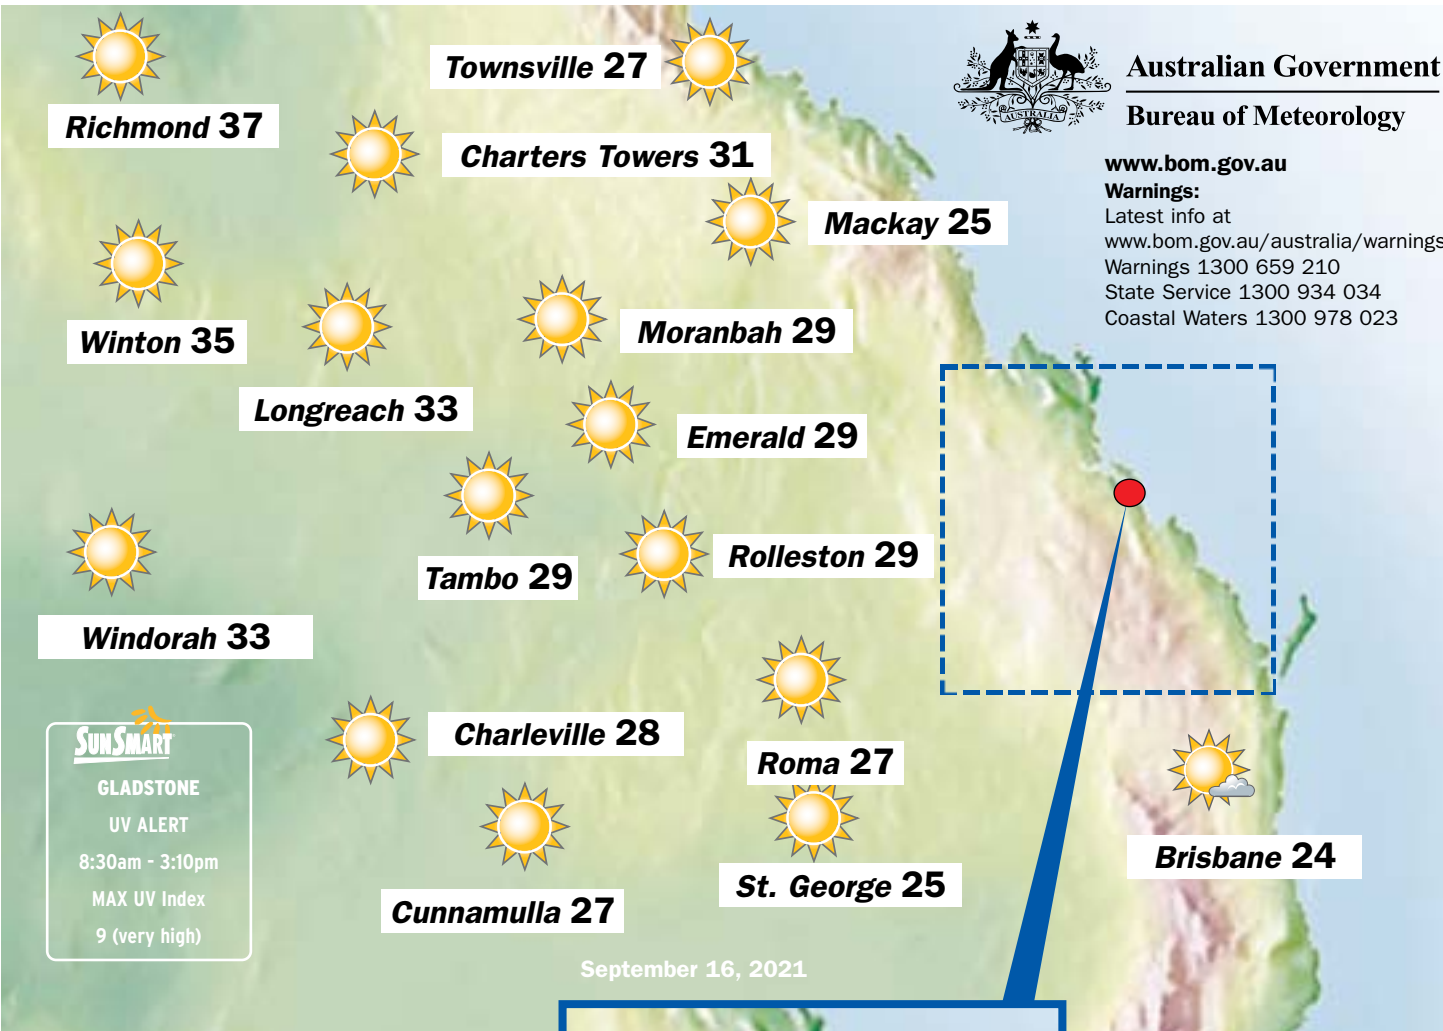 Richmond 37
Townsville 27
Charters Towers 31
Mackay 25
Winton 35
Longreach 33
Moranbah 29
Emerald 29
Tambo 29
Rolleston 29
Windorah 33
Charleville 28
Roma 27
Cunnamulla 27
St. George 25
Brisbane 24
AUSTRALIA
Australian Government
Bureau of Meteorology
www.bom.gov.au
Warnings:
Latest info at
www.bom.gov.au/australia/warnings
Warnings 1300 659 210
State Service 1300 934 034
Coastal Waters 1300 978 023
SUNSMART
GLADSTONE
UV ALERT
8:30am - 3:10pm
MAX UV Index
9 (very high)
September 16, 2021